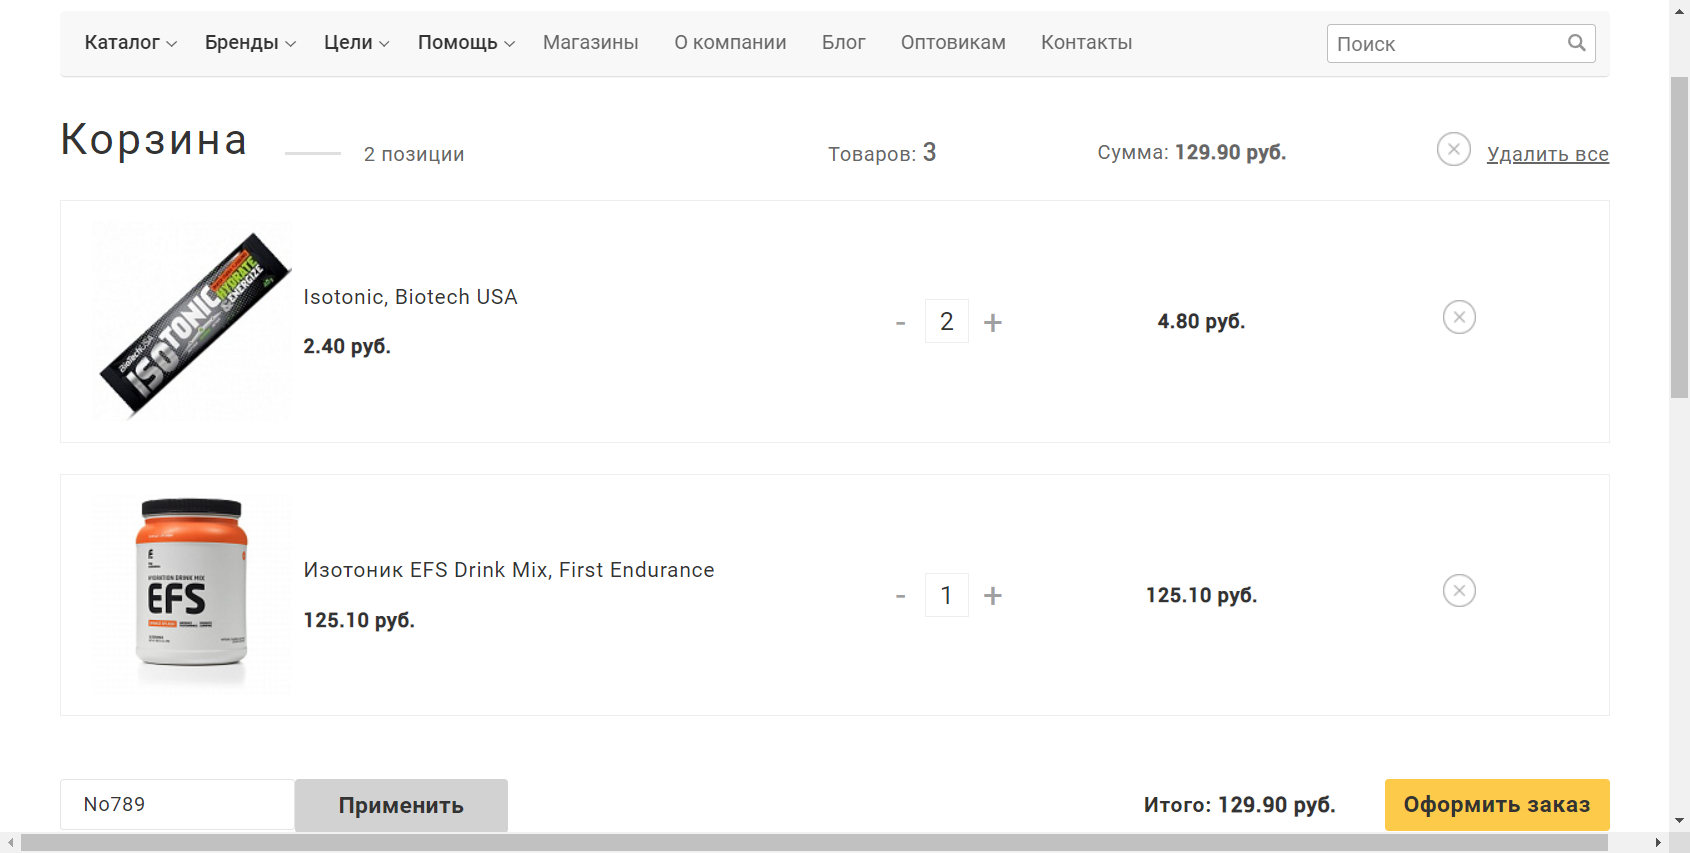 Каталог Бренды Цели Помощь Магазины О компании Блог Оптовикам Контакты Поиск
Корзина 2 позиции Товаров: 3 Сумма: 129.90 руб. Удалить все
BioTechUSA
ISOTONIC
HYDRATE
& ENERGIZE
Isotonic, Biotech USA
2.40 руб.
- 2 +
4.80 руб.
HYDRATION DRINK MIX
EFS
Изотоник EFS Drink Mix, First Endurance
125.10 руб.
- 1 +
125.10 руб.
No789 Применить Итого: 129.90 руб. Оформить заказ